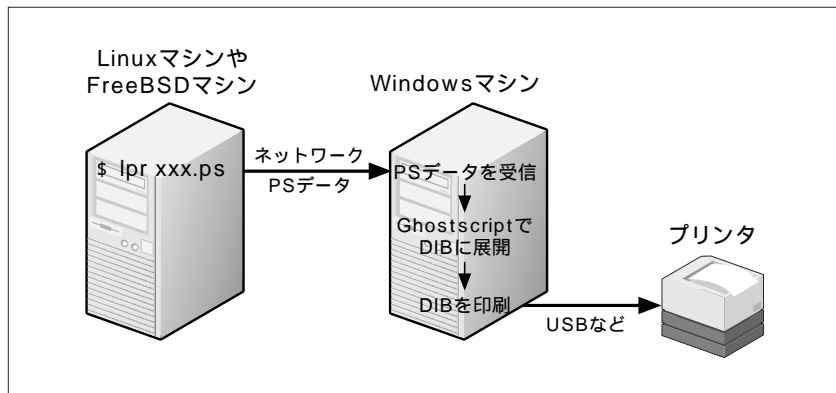 Linuxマシンや
FreeBSDマシン
$ lpr xxx.ps
ネットワーク
PSデータ
Windowsマシン
PSデータを受信
Ghostscriptで
DIBに展開
DIBを印刷
USBなど
プリンタ